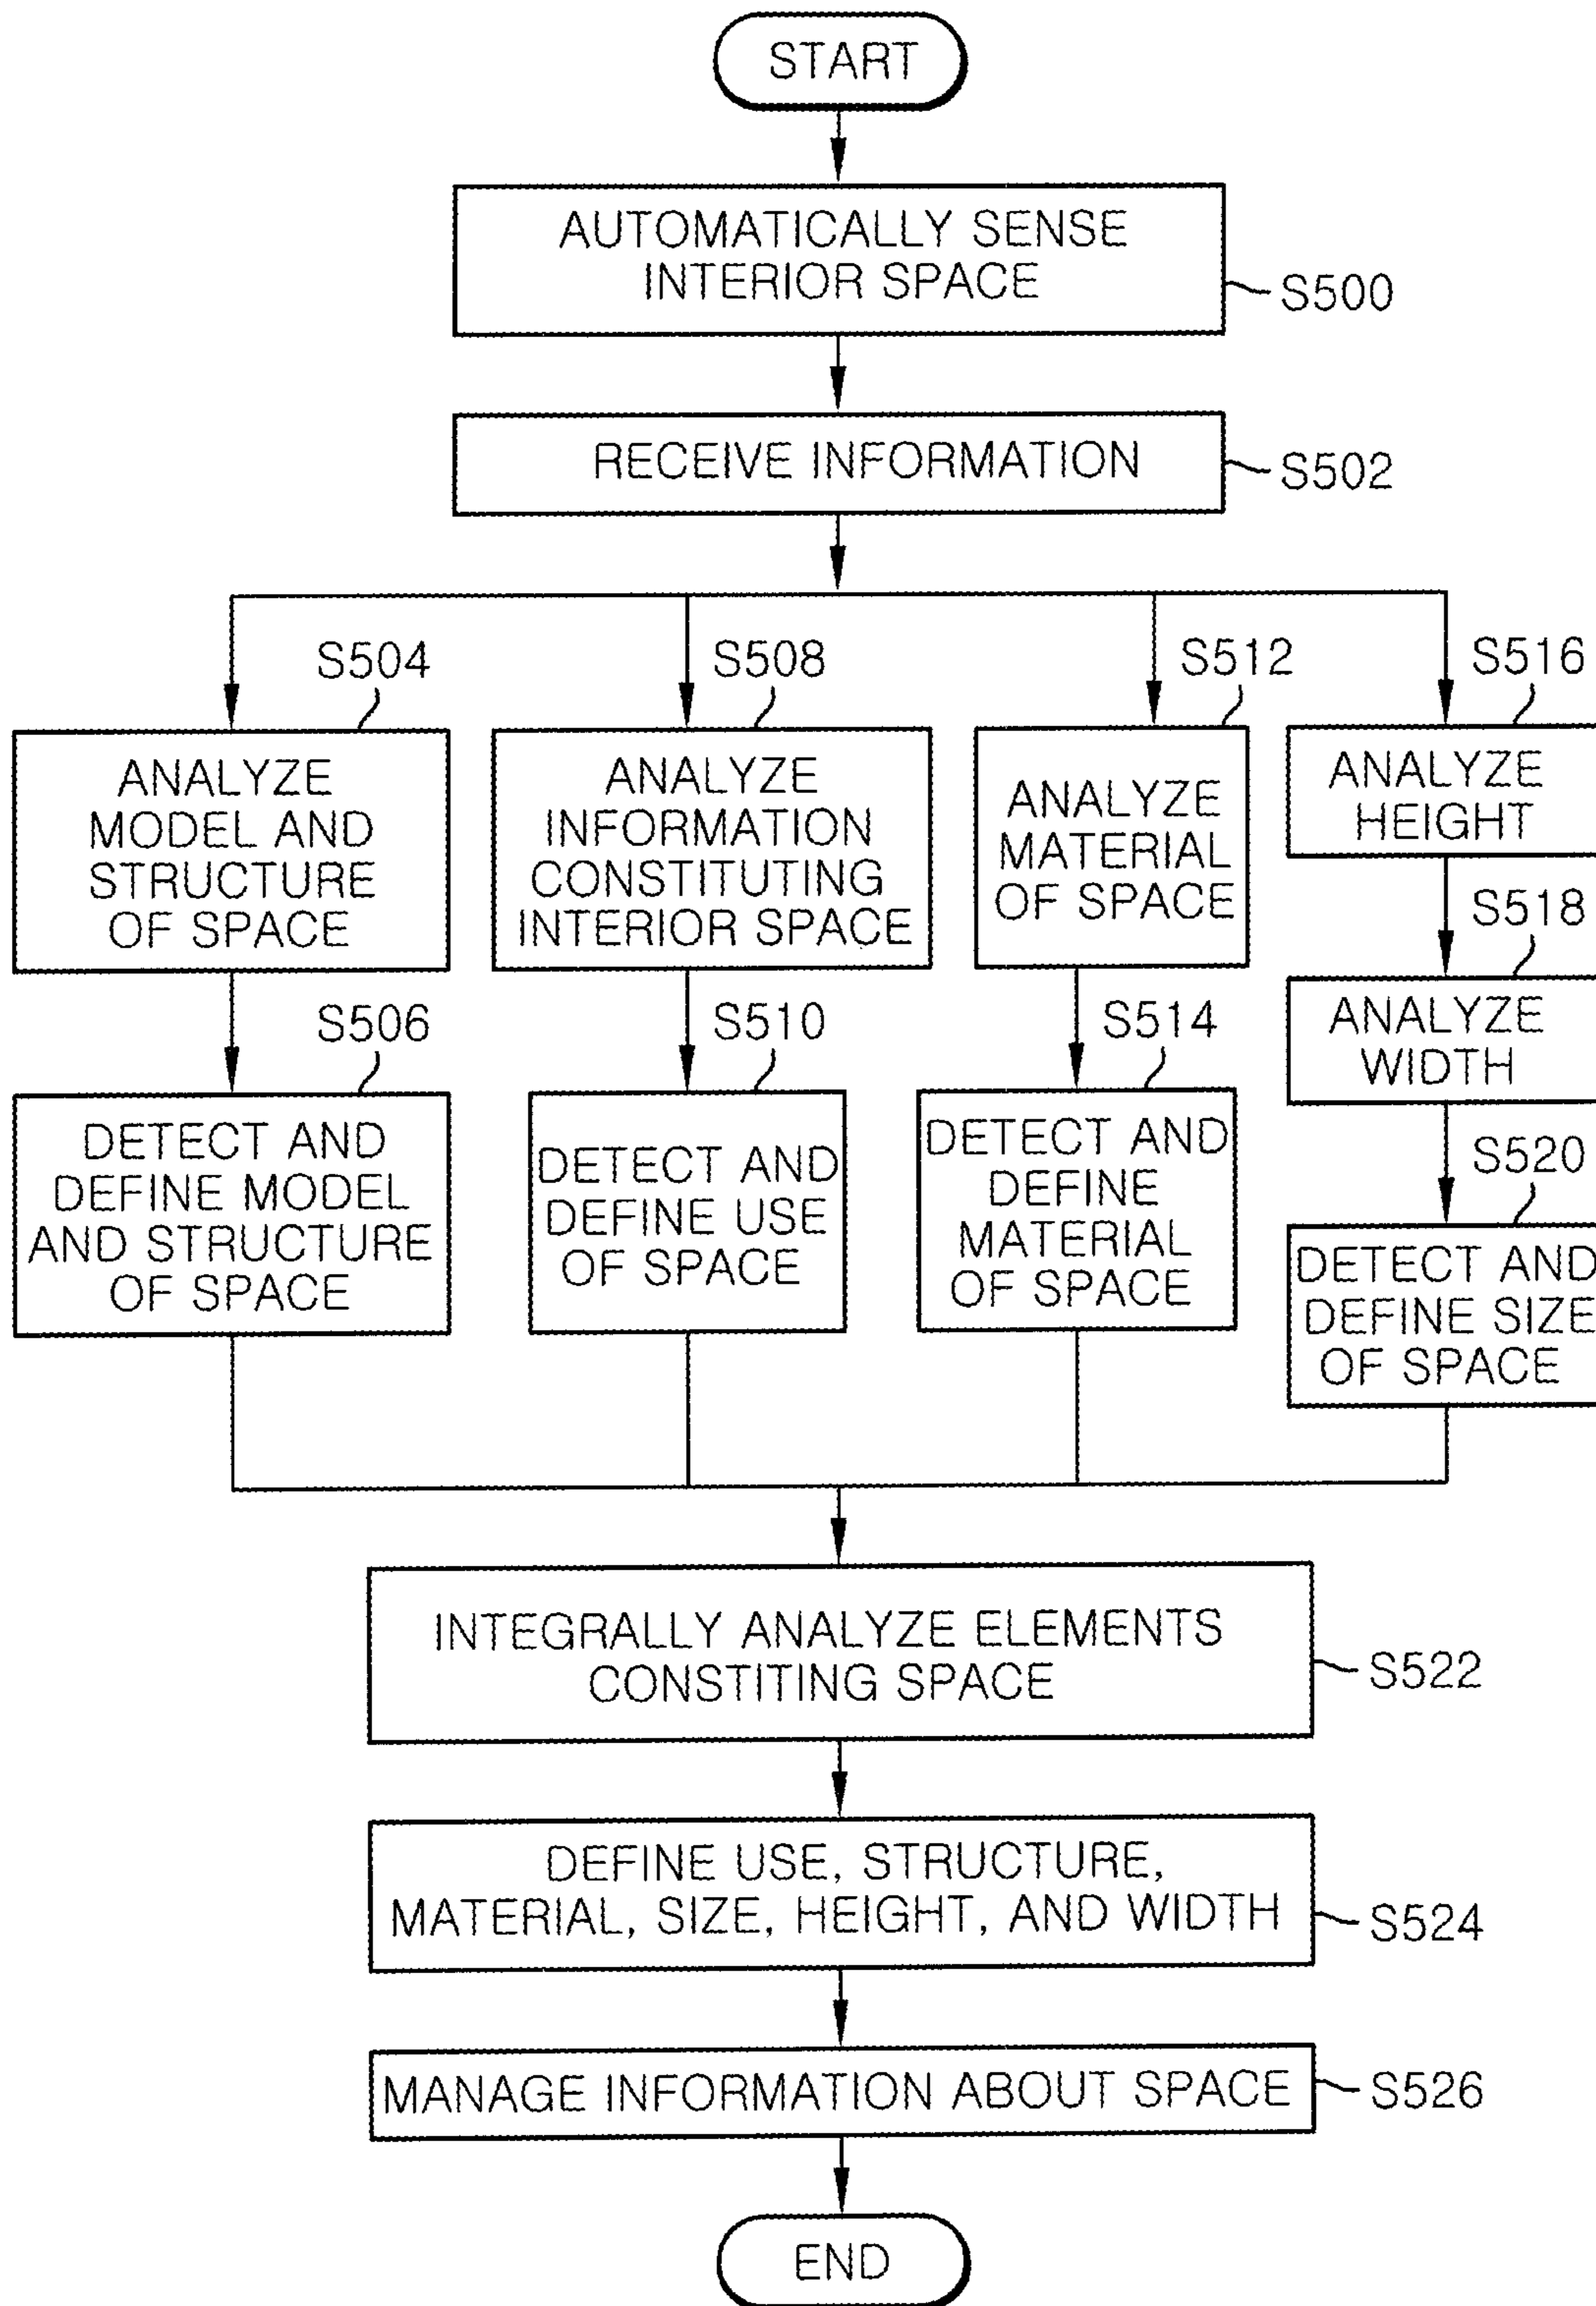 START
AUTOMATICALLY SENSE
INTERIOR SPACE
S500
RECEIVE INFORMATION
S502
S504
ANALYZE
MODEL AND
STRUCTURE
OF SPACE
S506
DETECT AND
DEFINE MODEL
AND STRUCTURE
OF SPACE
S508
ANALYZE
INFORMATION
CONSTITUTING
INTERIOR SPACE
S510
DETECT AND
DEFINE USE
OF SPACE
S512
ANALYZE
MATERIAL
OF SPACE
S514
DETECT AND
DEFINE
MATERIAL
OF SPACE
S516
ANALYZE
HEIGHT
S518
ANALYZE
WIDTH
S520
DETECT AND
DEFINE SIZE
OF SPACE
INTEGRALLY ANALYZE ELEMENTS
CONSTITING SPACE
S522
DEFINE USE, STRUCTURE,
MATERIAL, SIZE, HEIGHT, AND WIDTH
S524
MANAGE INFORMATION ABOUT SPACE
S526
END